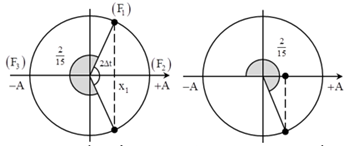 (F₁)
2/15
2Δt
(F₃)
(F₂)
−A
x₁
+A
2/15
−A
+A